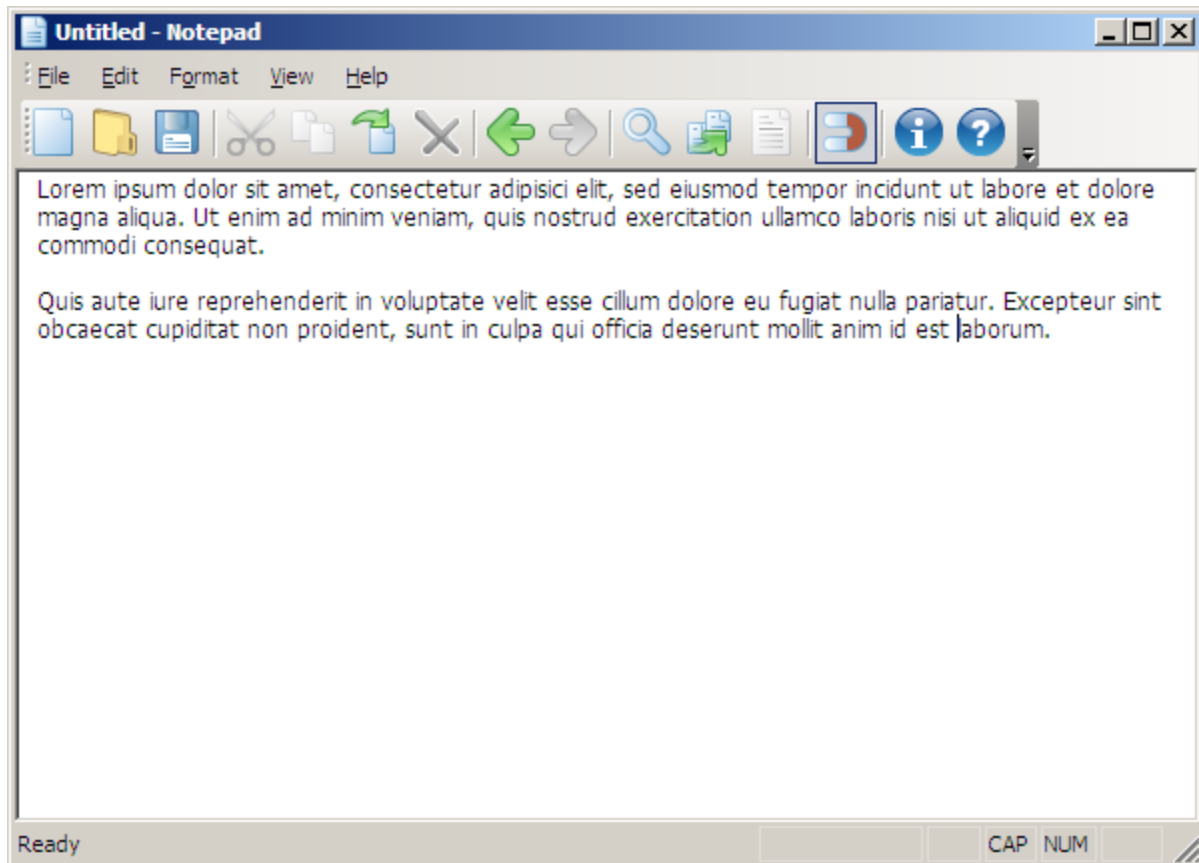 Untitled - Notepad
File Edit Format View Help
Lorem ipsum dolor sit amet, consectetur adipisici elit, sed eiusmod tempor incidunt ut labore et dolore
magna aliqua. Ut enim ad minim veniam, quis nostrud exercitation ullamco laboris nisi ut aliquid ex ea
commodi consequat.
Quis aute iure reprehenderit in voluptate velit esse cillum dolore eu fugiat nulla pariatur. Excepteur sint
obcaecat cupiditat non proident, sunt in culpa qui officia deserunt mollit anim id est laborum.
Ready CAP NUM